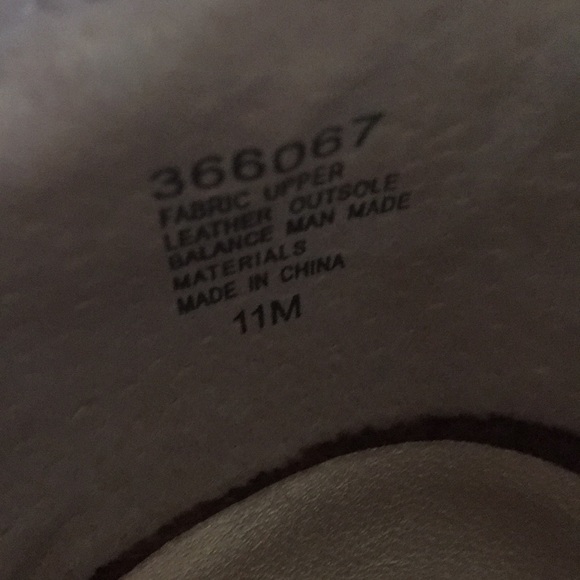 366067
FABRIC UPPER
LEATHER OUTSOLE
BALANCE MAN MADE
MATERIALS
MADE IN CHINA
11M